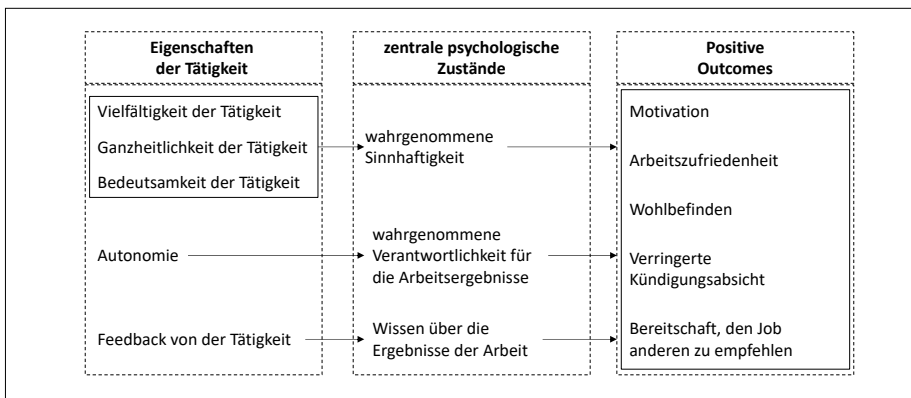 Eigenschaften
der Tätigkeit
Vielfältigkeit der Tätigkeit
Ganzheitlichkeit der Tätigkeit
Bedeutsamkeit der Tätigkeit
Autonomie
Feedback von der Tätigkeit
zentrale psychologische
Zustände
wahrgenommene
Sinnhaftigkeit
wahrgenommene
Verantwortlichkeit für
die Arbeitsergebnisse
Wissen über die
Ergebnisse der Arbeit
Positive
Outcomes
Motivation
Arbeitszufriedenheit
Wohlbefinden
Verringerte
Kündigungsabsicht
Bereitschaft, den Job
anderen zu empfehlen